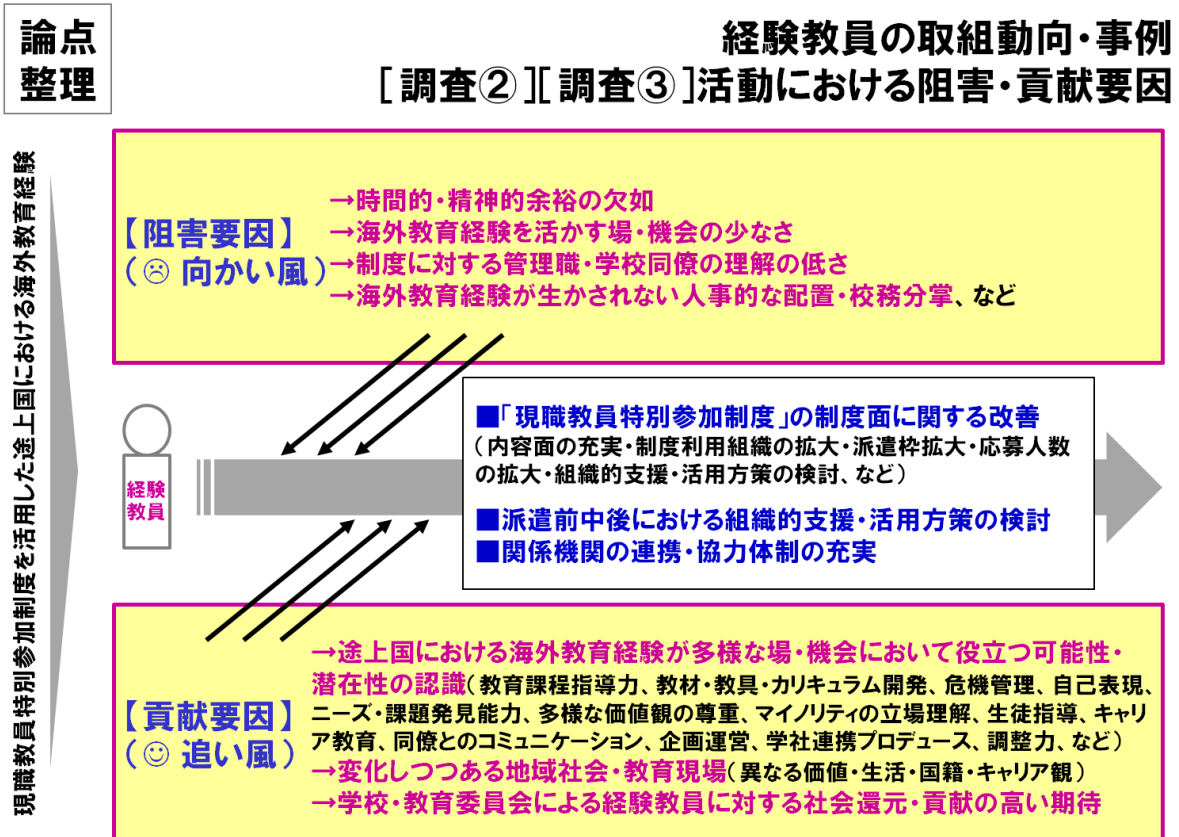 論点
整理
経験教員の取組動向・事例
[調査②][調査③]活動における阻害・貢献要因
現職教員特別参加制度を活用した途上国における海外教育経験
【阻害要因】
(☹ 向かい風)
→時間的・精神的余裕の欠如
→海外教育経験を活かす場・機会の少なさ
→制度に対する管理職・学校同僚の理解の低さ
→海外教育経験が生かされない人事的な配置・校務分掌、など
経験
教員
■「現職教員特別参加制度」の制度面に関する改善
(内容面の充実・制度利用組織の拡大・派遣枠拡大・応募人数
の拡大・組織的支援・活用方策の検討、など)
■派遣前中後における組織的支援・活用方策の検討
■関係機関の連携・協力体制の充実
【貢献要因】
(☺ 追い風)
→途上国における海外教育経験が多様な場・機会において役立つ可能性・
潜在性の認識(教育課程指導力、教材・教具・カリキュラム開発、危機管理、自己表現、
ニーズ・課題発見能力、多様な価値観の尊重、マイノリティの立場理解、生徒指導、キャリ
ア教育、同僚とのコミュニケーション、企画運営、学社連携プロデュース、調整力、など)
→変化しつつある地域社会・教育現場(異なる価値・生活・国籍・キャリア観)
→学校・教育委員会による経験教員に対する社会還元・貢献の高い期待